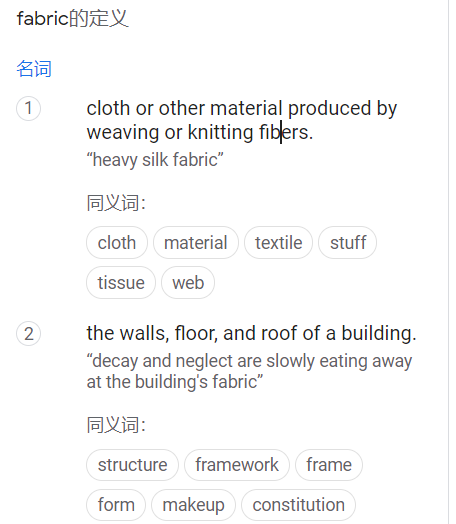 fabric的定义
名词
1
cloth or other material produced by
weaving or knitting fibers.
“heavy silk fabric”
同义词：
cloth material textile stuff
tissue web
2
the walls, floor, and roof of a building.
“decay and neglect are slowly eating away
at the building's fabric”
同义词：
structure framework frame
form makeup constitution